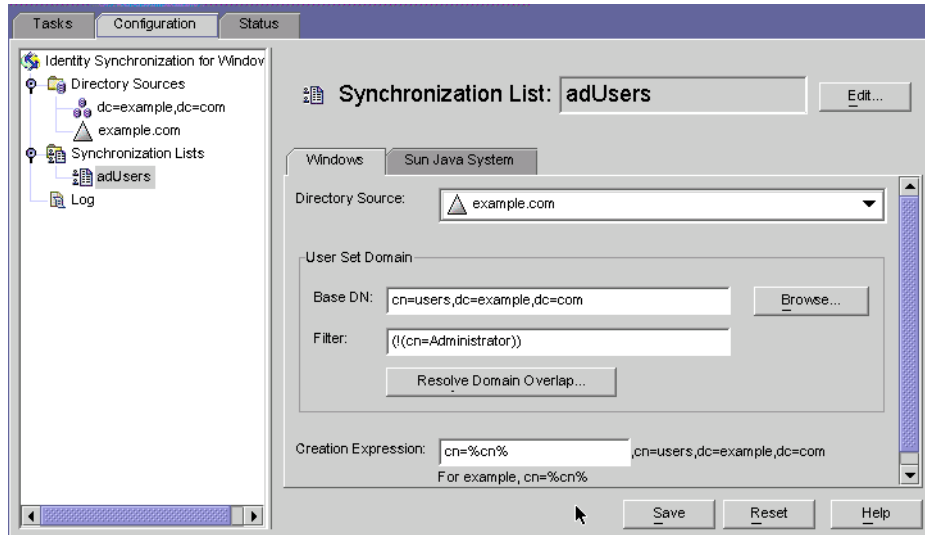 Tasks Configuration Status
Identity Synchronization for Windov
Directory Sources
dc=example,dc=com
example.com
Synchronization Lists
adUsers
Log
Synchronization List: adUsers Edit...
Windows Sun Java System
Directory Source: example.com
User Set Domain
Base DN: cn=users,dc=example,dc=com Browse...
Filter: (!(cn=Administrator))
Resolve Domain Overlap...
Creation Expression: cn=%cn% ,cn=users,dc=example,dc=com
For example, cn=%cn%
Save Reset Help